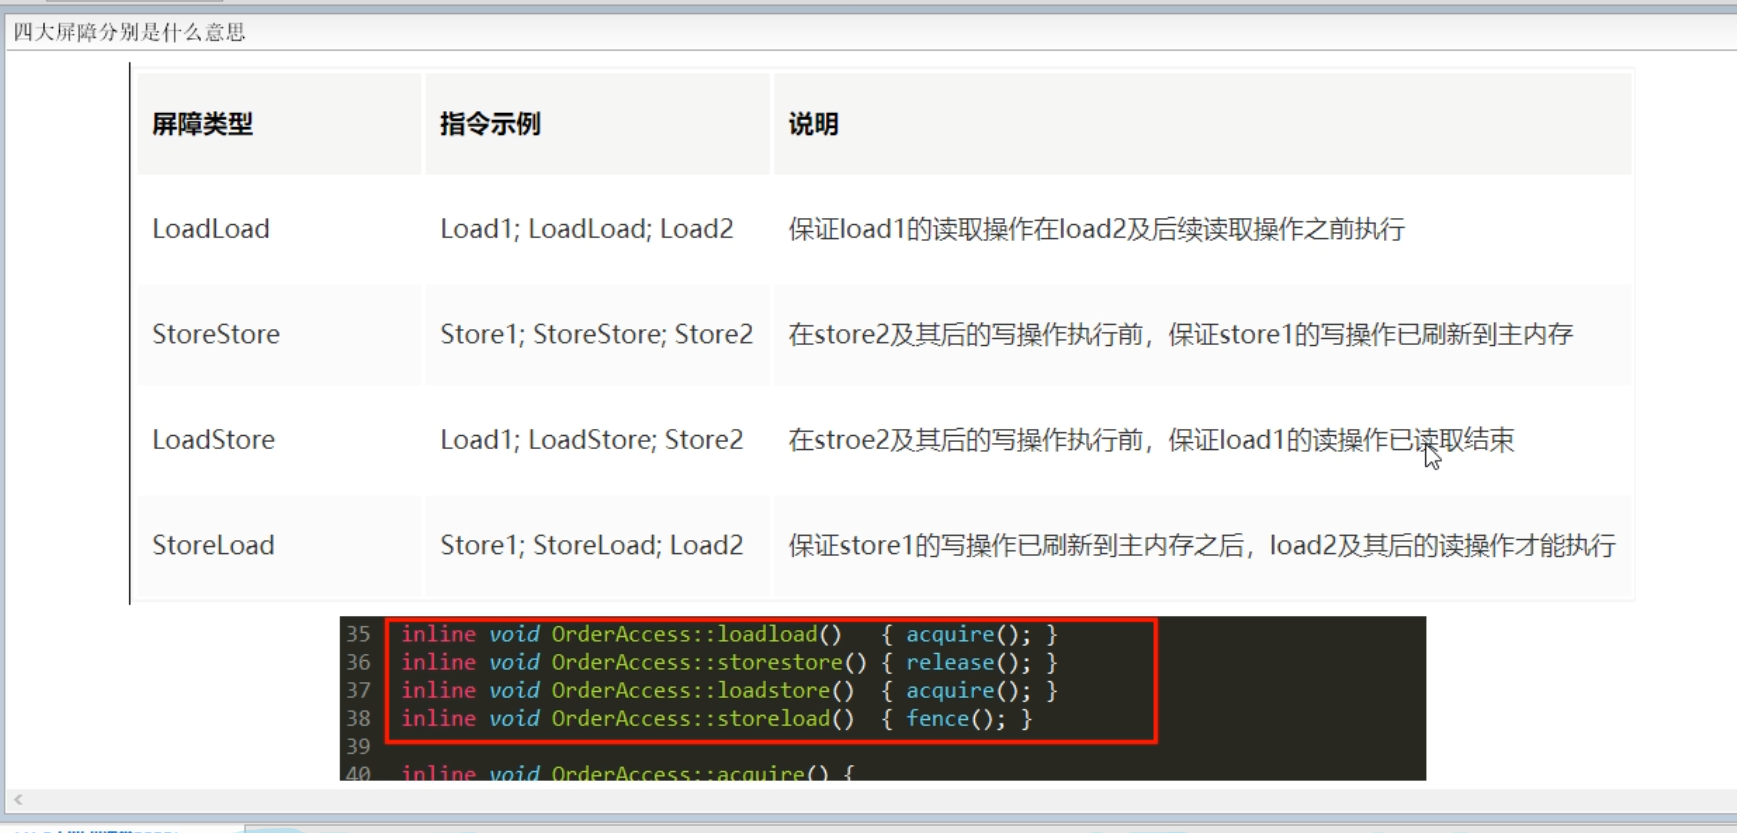 四大屏障分别是什么意思
屏障类型 指令示例 说明
LoadLoad Load1; LoadLoad; Load2 保证load1的读取操作在load2及后续读取操作之前执行
StoreStore Store1; StoreStore; Store2 在store2及其后的写操作执行前，保证store1的写操作已刷新到主内存
LoadStore Load1; LoadStore; Store2 在stroe2及其后的写操作执行前，保证load1的读操作已读取结束
StoreLoad Store1; StoreLoad; Load2 保证store1的写操作已刷新到主内存之后，load2及其后的读操作才能执行
35 inline void OrderAccess::loadload() { acquire(); }
36 inline void OrderAccess::storestore() { release(); }
37 inline void OrderAccess::loadstore() { acquire(); }
38 inline void OrderAccess::storeload() { fence(); }
39
40 inline void OrderAccess::acquire() {